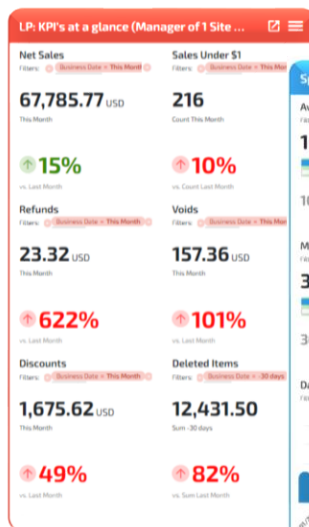 LP: KPI's at a glance (Manager of 1 Site ...
Net Sales
Filters: Business Date = This Month
67,785.77 USD
This Month
15%
vs. Last Month
Sales Under $1
Filters: Business Date = This Mon
216
Count This Month
10%
vs. Count Last Month
Refunds
Filters: Business Date = This Month
23.32 USD
This Month
622%
vs. Last Month
Voids
Filters: Business Date = This Mon
157.36 USD
This Month
101%
vs. Last Month
Discounts
Filters: Business Date = This Month
1,675.62 USD
This Month
49%
vs. Last Month
Deleted Items
Filters: Business Date = -30 days
12,431.50
Sum -30 days
82%
vs. Sum Last Month